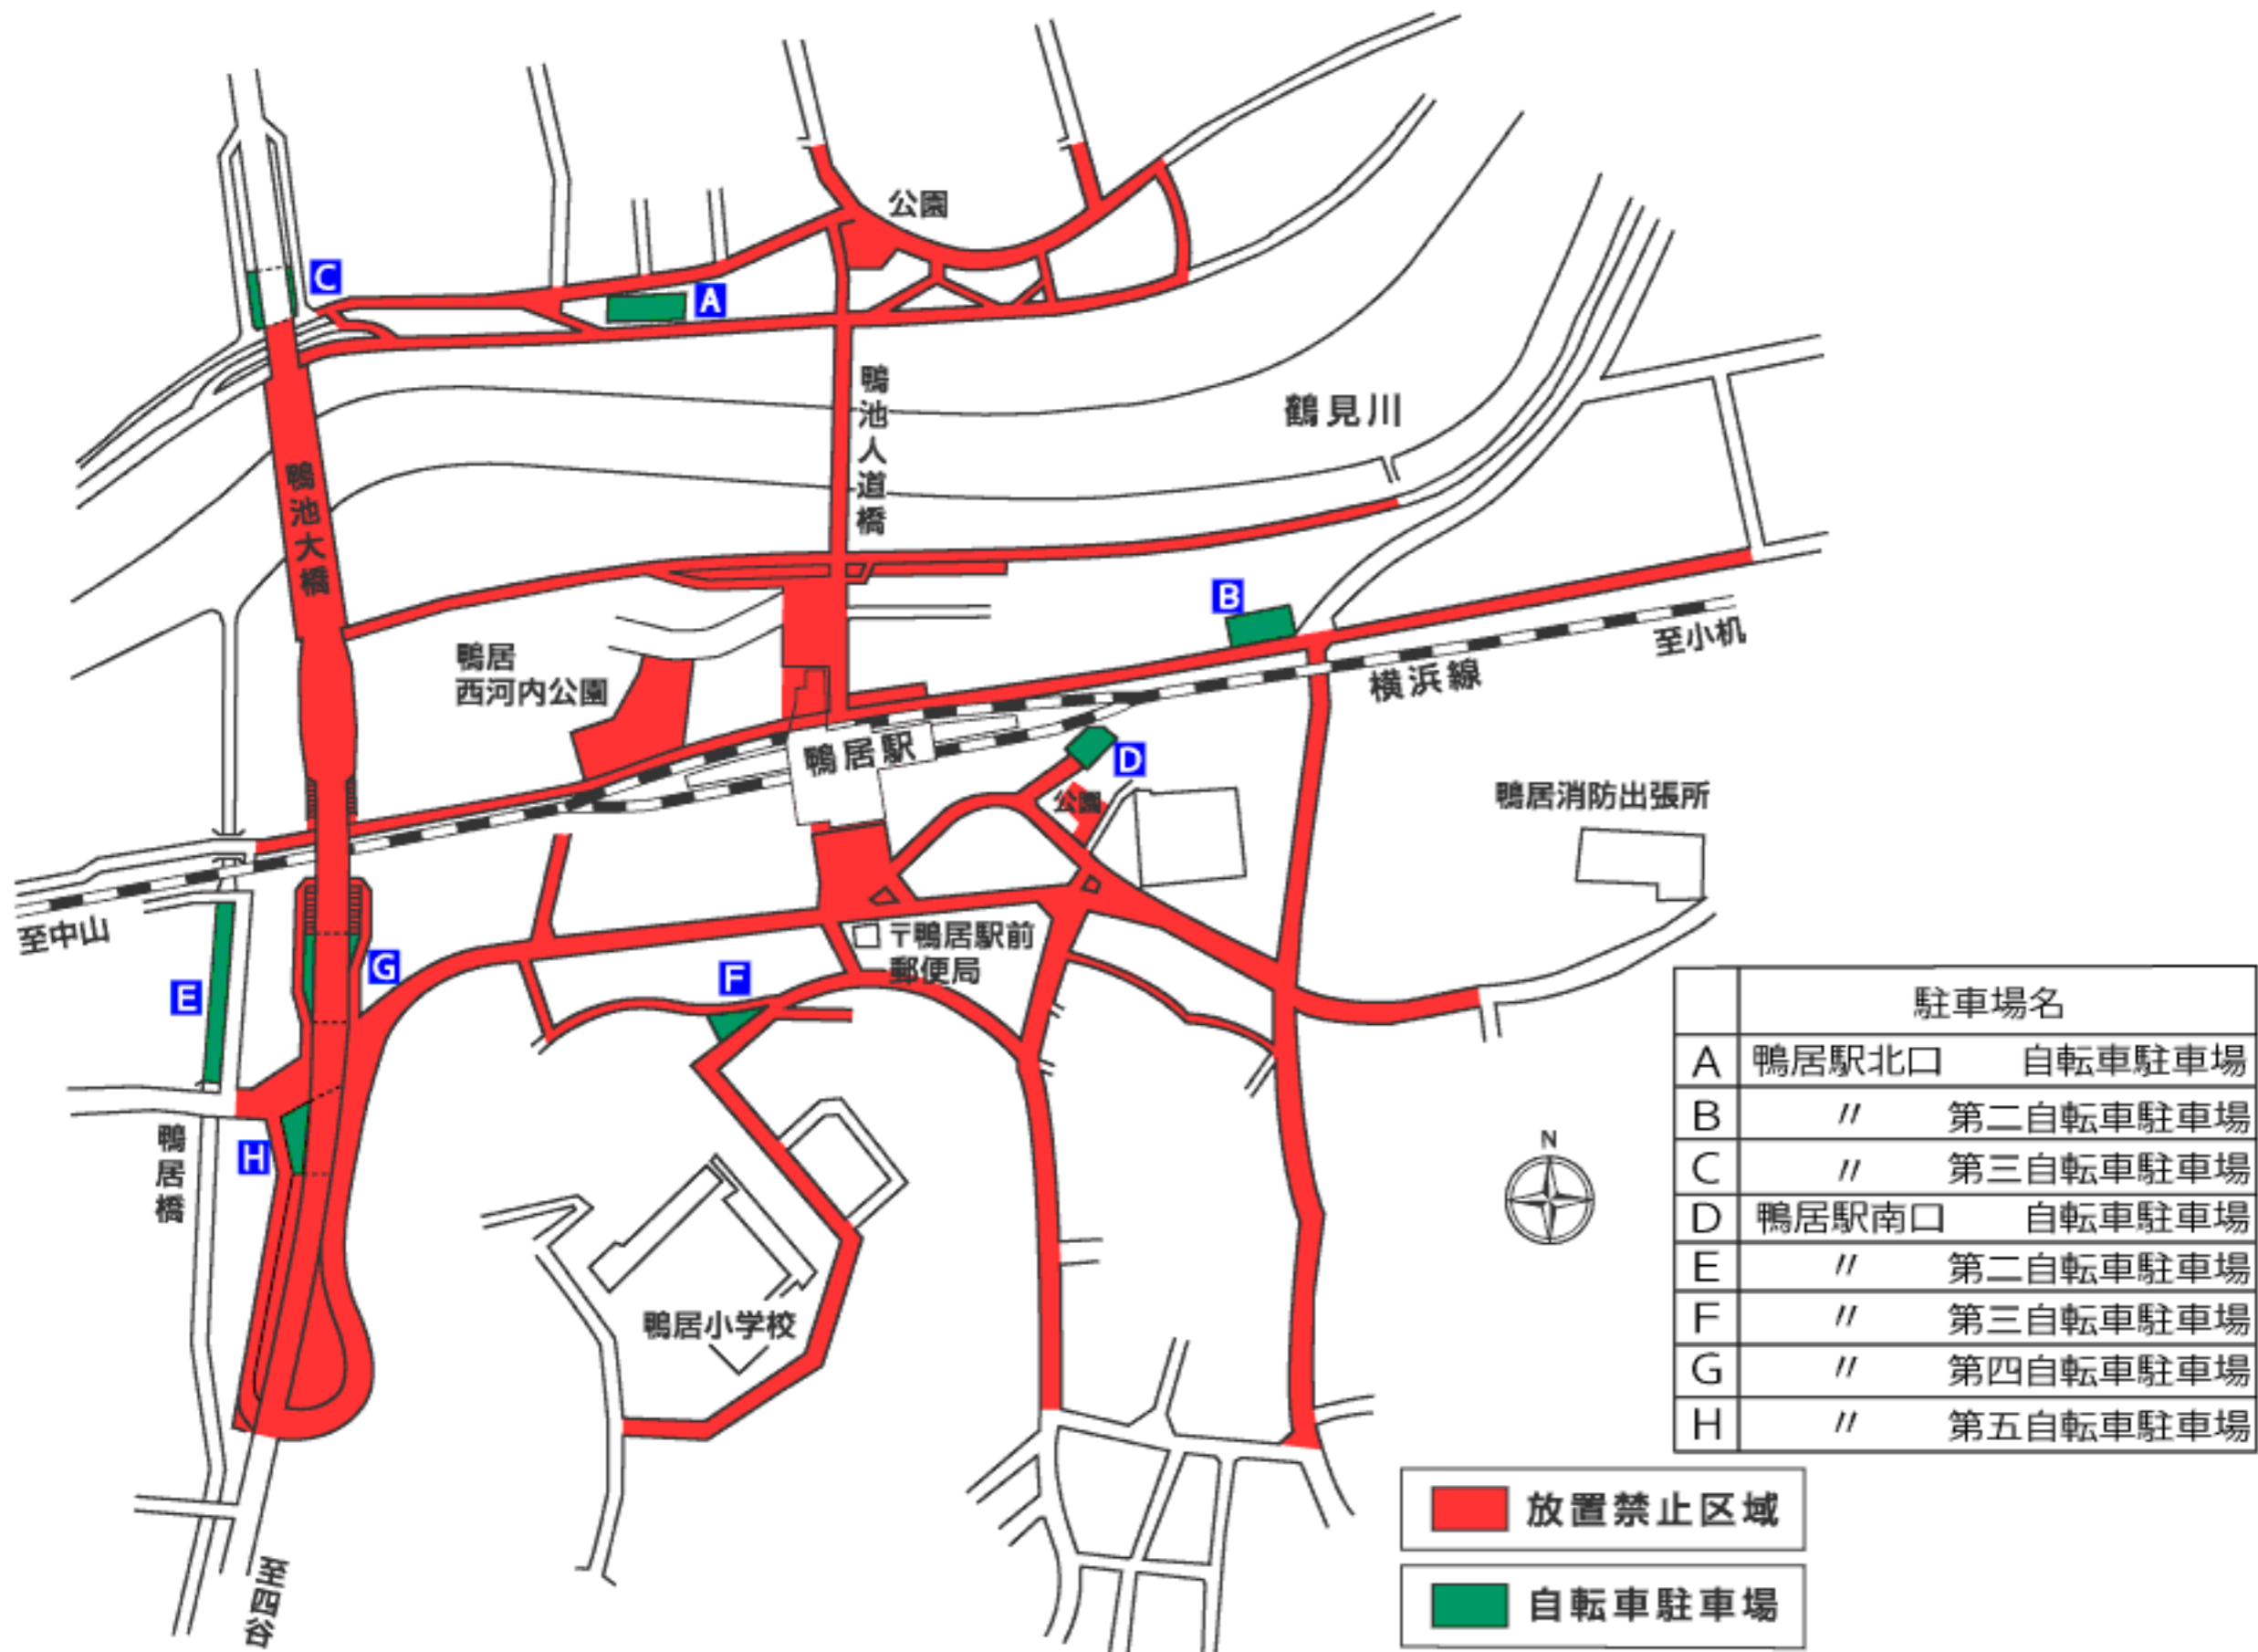 公園
C
A
鴨池人道橋
鶴見川
鴨池大橋
B
至小机
鴨居
西河内公園
横浜線
鴨居駅
D
公園
鴨居消防出張所
至中山
〒鴨居駅前
郵便局
G
F
E
鴨居橋
H
鴨居小学校
至四谷
N
駐車場名
A 鴨居駅北口 自転車駐車場
B 〃 第二自転車駐車場
C 〃 第三自転車駐車場
D 鴨居駅南口 自転車駐車場
E 〃 第二自転車駐車場
F 〃 第三自転車駐車場
G 〃 第四自転車駐車場
H 〃 第五自転車駐車場
放置禁止区域
自転車駐車場